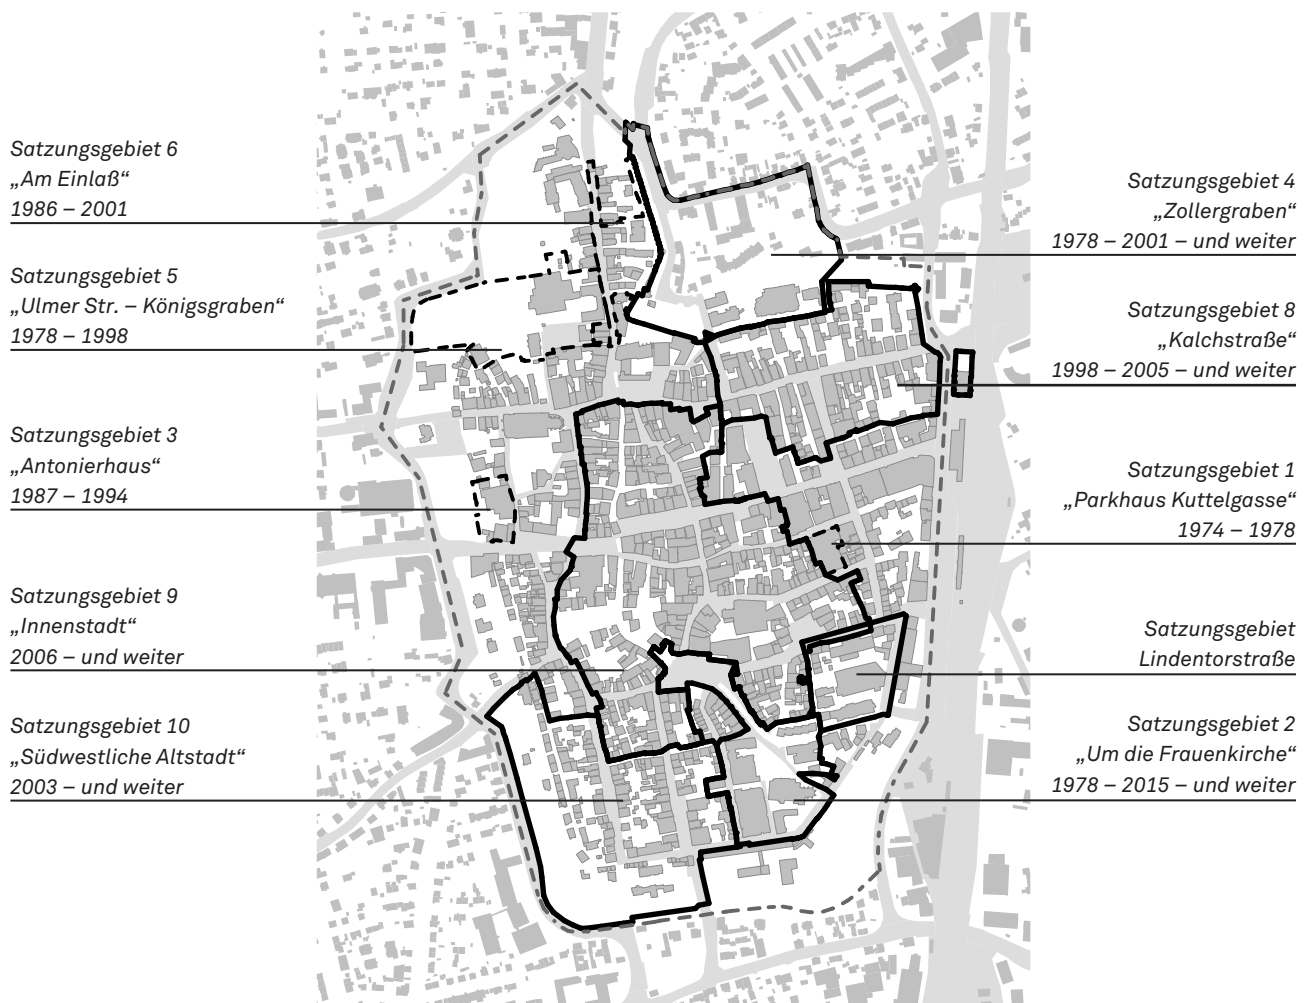 Satzungsgebiet 6
„Am Einlaß“
1986 – 2001
Satzungsgebiet 5
„Ulmer Str. – Königsgraben“
1978 – 1998
Satzungsgebiet 3
„Antonierhaus“
1987 – 1994
Satzungsgebiet 9
„Innenstadt“
2006 – und weiter
Satzungsgebiet 10
„Südwestliche Altstadt“
2003 – und weiter
Satzungsgebiet 4
„Zollergraben“
1978 – 2001 – und weiter
Satzungsgebiet 8
„Kalchstraße“
1998 – 2005 – und weiter
Satzungsgebiet 1
„Parkhaus Kuttelgasse“
1974 – 1978
Satzungsgebiet
Lindentorstraße
Satzungsgebiet 2
„Um die Frauenkirche“
1978 – 2015 – und weiter